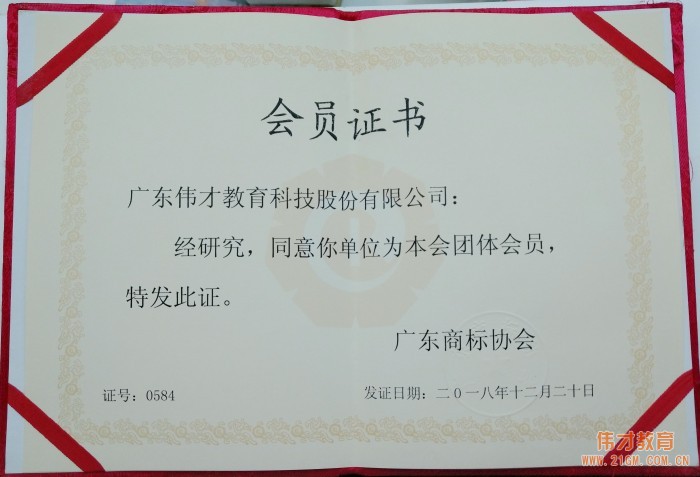 会员证书
广东伟才教育科技股份有限公司：
经研究，同意你单位为本会团体会员，
特发此证。
广东商标协会
证号：0584
发证日期：二0一八年十二月二十日
伟才教育
WWW.21GM.COM.CN